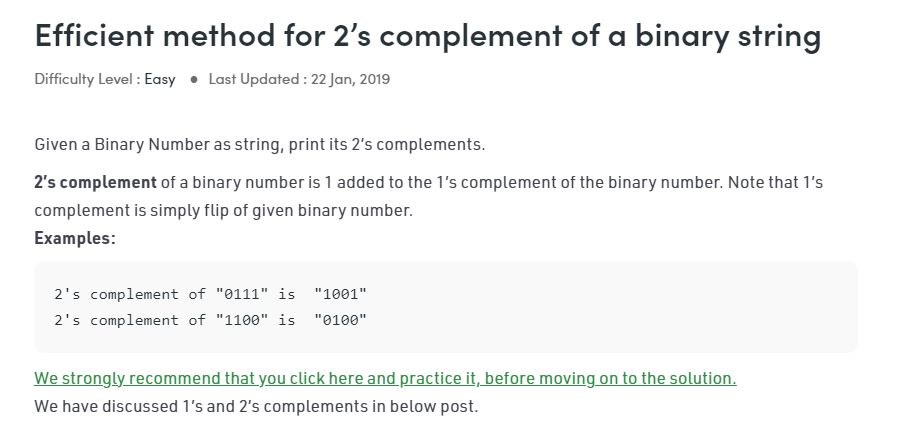 Efficient method for 2’s complement of a binary string
Difficulty Level : Easy ● Last Updated : 22 Jan, 2019
Given a Binary Number as string, print its 2’s complements.
2’s complement of a binary number is 1 added to the 1’s complement of the binary number. Note that 1’s
complement is simply flip of given binary number.
Examples:
2's complement of "0111" is  "1001"
2's complement of "1100" is  "0100"
We strongly recommend that you click here and practice it, before moving on to the solution.
We have discussed 1’s and 2’s complements in below post.